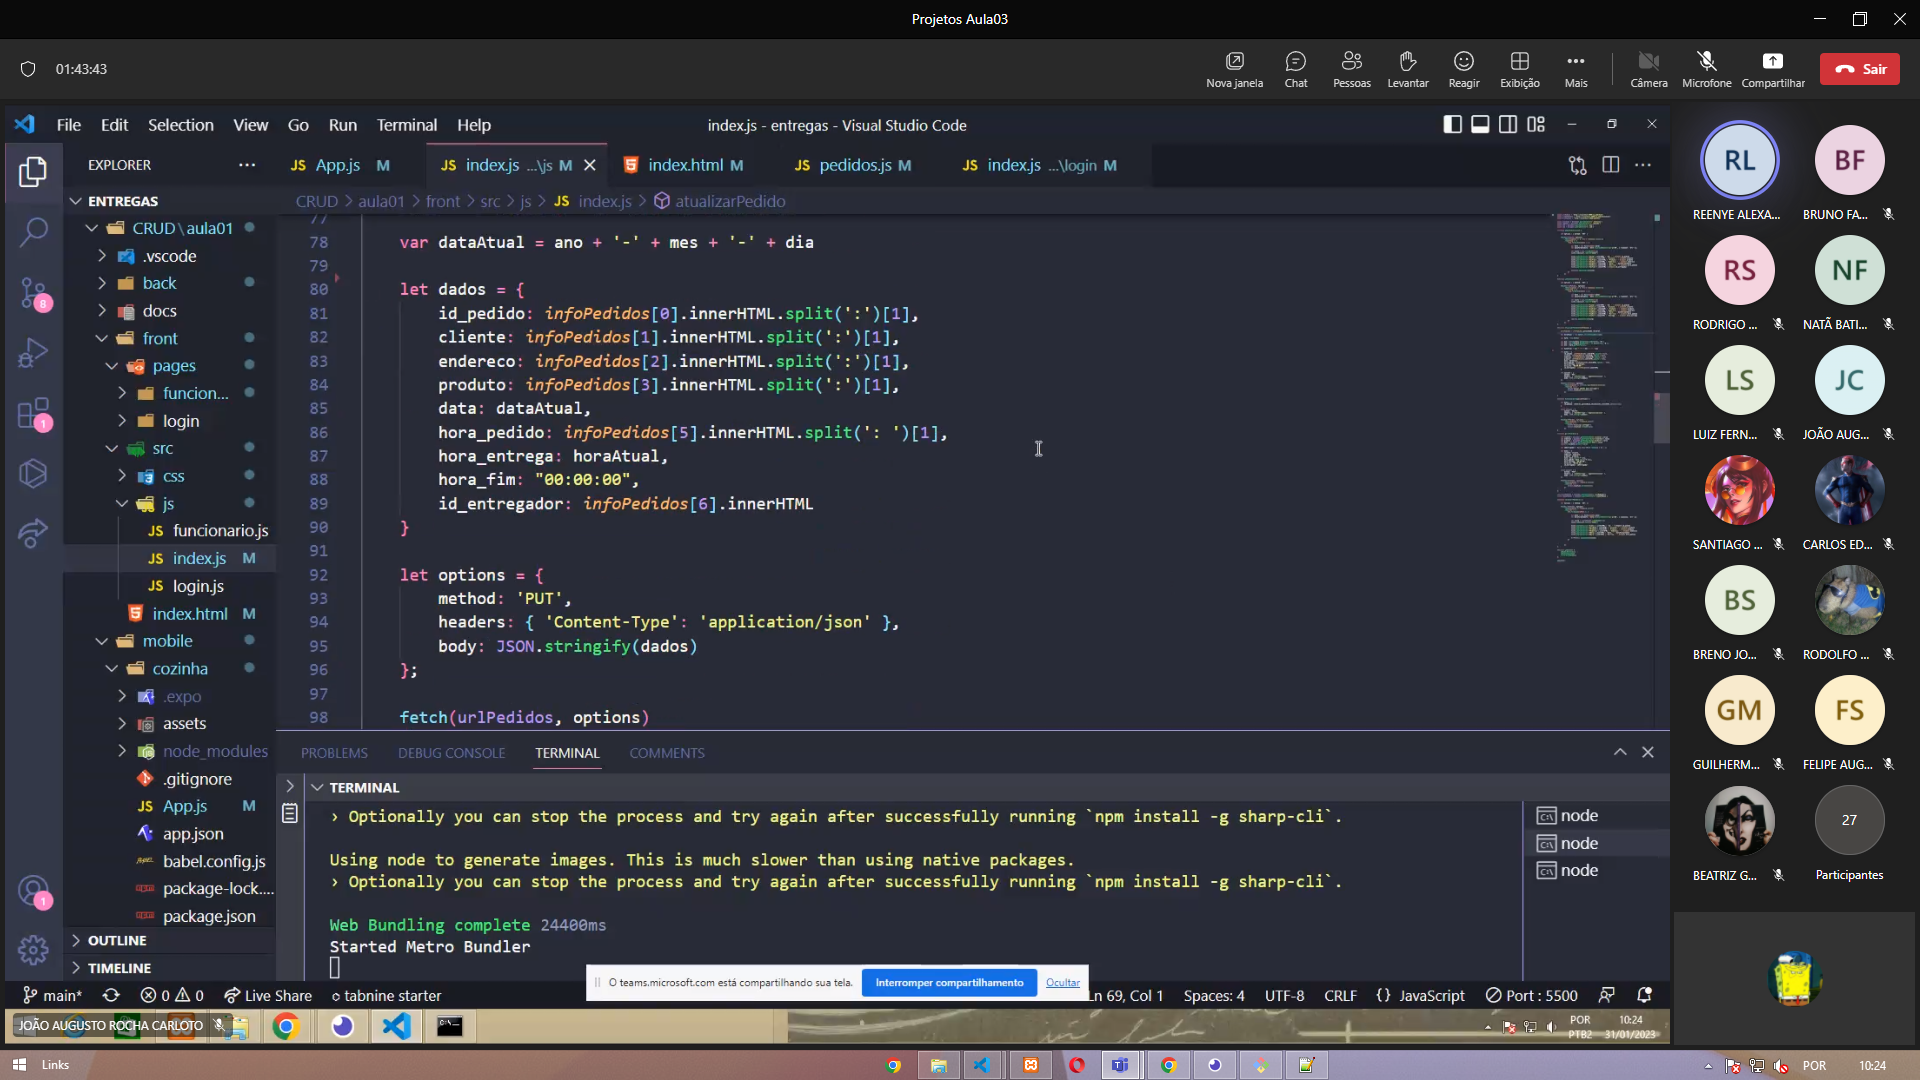 Projetos Aula03
01:43:43
Nova janela
Chat
Pessoas
Levantar
Reagir
Exibição
Mais
Câmera
Microfone
Compartilhar
Sair
File Edit Selection View Go Run Terminal Help
index.js - entregas - Visual Studio Code
EXPLORER
JS App.js M
JS index.js ...\js M
index.html M
JS pedidos.js M
JS index.js ...\login M
CRUD > aula01 > front > src > js > JS index.js > atualizarPedido
ENTREGAS
CRUD\aula01
.vscode
back
docs
front
pages
funcion...
login
src
css
js
JS funcionario.js
JS index.js M
JS login.js
index.html M
mobile
cozinha
.expo
assets
node_modules
.gitignore
JS App.js M
app.json
babel.config.js
package-lock....
package.json
OUTLINE
TIMELINE
8
1
1
77
78 var dataAtual = ano + '-' + mes + '-' + dia
79
80 let dados = {
81 id_pedido: infoPedidos[0].innerHTML.split(':')[1],
82 cliente: infoPedidos[1].innerHTML.split(':')[1],
83 endereco: infoPedidos[2].innerHTML.split(':')[1],
84 produto: infoPedidos[3].innerHTML.split(':')[1],
85 data: dataAtual,
86 hora_pedido: infoPedidos[5].innerHTML.split(': ')[1],
87 hora_entrega: horaAtual,
88 hora_fim: "00:00:00",
89 id_entregador: infoPedidos[6].innerHTML
90 }
91
92 let options = {
93 method: 'PUT',
94 headers: { 'Content-Type': 'application/json' },
95 body: JSON.stringify(dados)
96 };
97
98 fetch(urlPedidos, options)
PROBLEMS DEBUG CONSOLE TERMINAL COMMENTS
TERMINAL
› Optionally you can stop the process and try again after successfully running `npm install -g sharp-cli`.
Using node to generate images. This is much slower than using native packages.
› Optionally you can stop the process and try again after successfully running `npm install -g sharp-cli`.
Web Bundling complete 24400ms
Started Metro Bundler
node
node
node
O teams.microsoft.com está compartilhando sua tela.
Interromper compartilhamento
Ocultar
main* 0 0 Live Share tabnine starter
Ln 69, Col 1 Spaces: 4 UTF-8 CRLF {} JavaScript Port : 5500
JOÃO AUGUSTO ROCHA CARLOTO
POR
PTB2
10:24
31/01/2023
RL
REENYE ALEXA...
BF
BRUNO FA...
RS
RODRIGO ...
NF
NATÃ BATI...
LS
LUIZ FERN...
JC
JOÃO AUG...
SANTIAGO ...
CARLOS ED...
BS
BRENO JO...
RODOLFO ...
GM
GUILHERM...
FS
FELIPE AUG...
BEATRIZ G...
27
Participantes
Links
POR
10:24